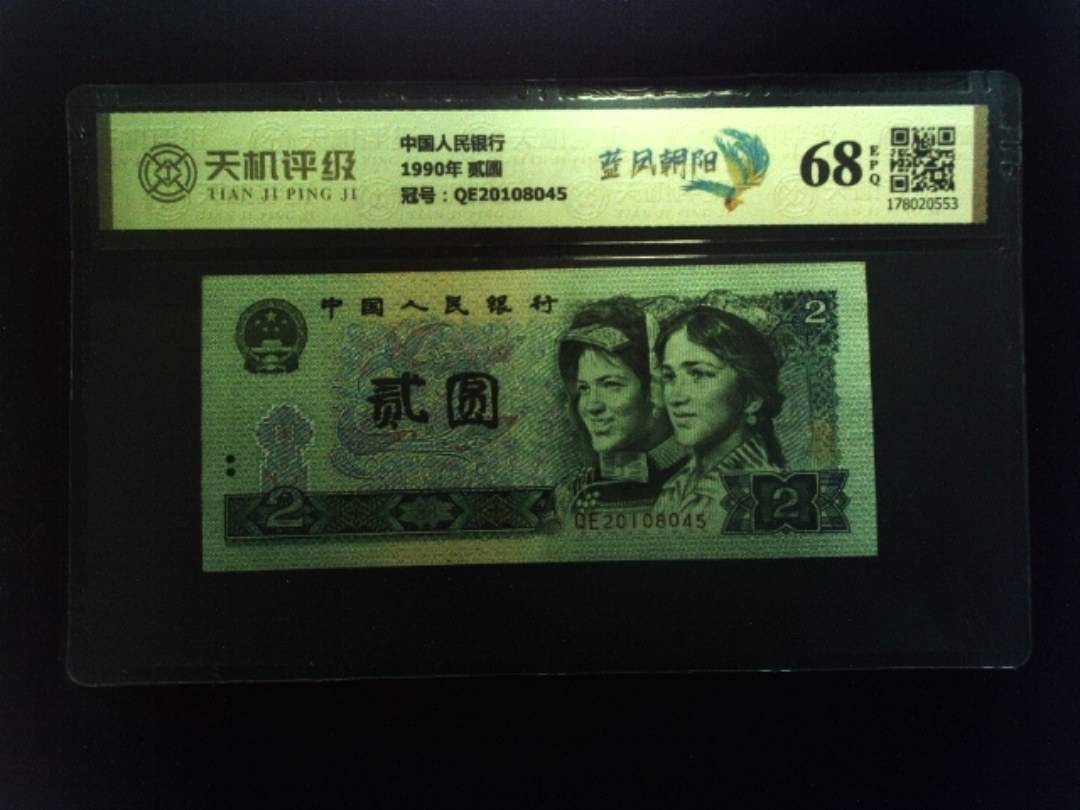 天机评级
TIAN JI PING JI
中国人民银行
1990年 贰圆
冠号：QE20108045
蓝凤朝阳
68
EPQ
178020553
中国人民银行
2
贰圆
2
QE20108045
2